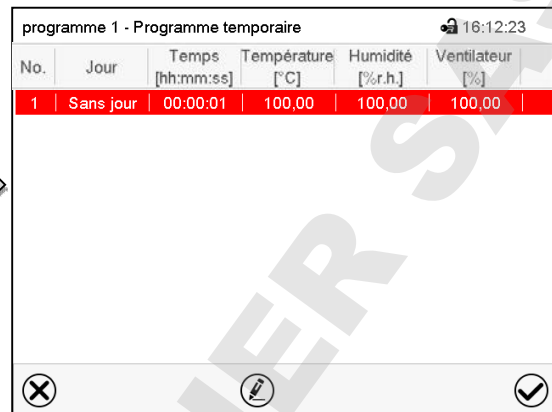 programme 1 - Programme temporaire 16:12:23
No. Jour Temps [hh:mm:ss] Température [°C] Humidité [%r.h.] Ventilateur [%]
1 Sans jour 00:00:01 100,00 100,00 100,00